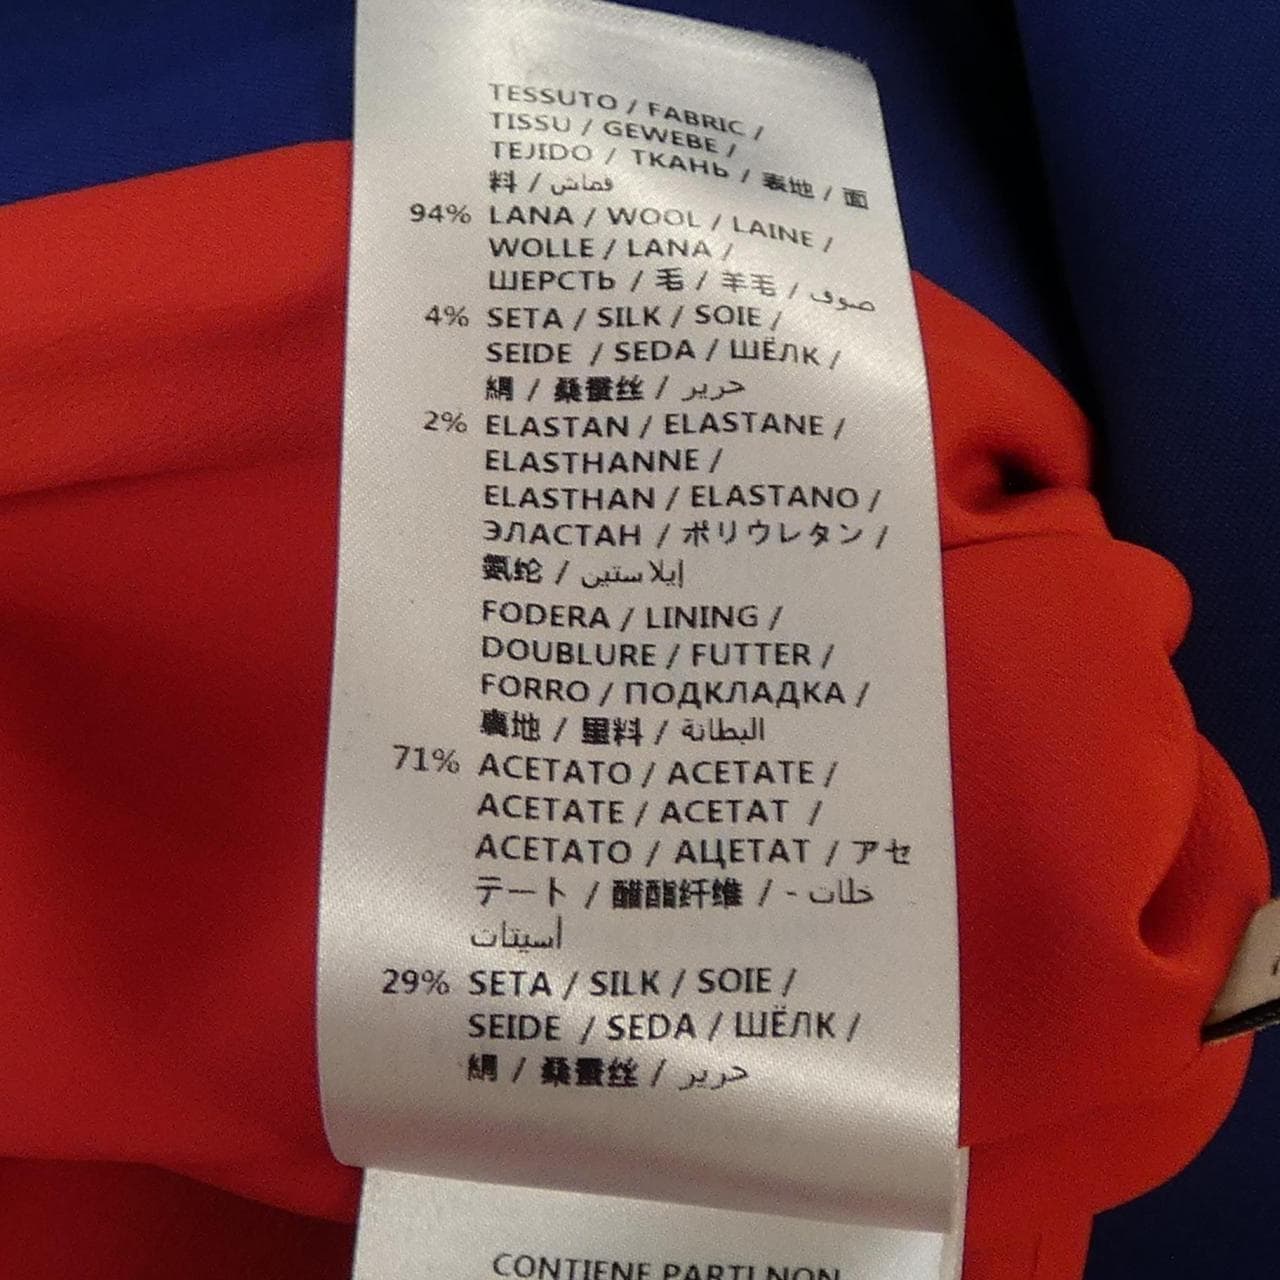 TESSUTO / FABRIC /
TISSU / GEWEBE /
TEJIDO / ТКАНЬ / 表地 / 面
料 / قماش
94% LANA / WOOL / LAINE /
WOLLE / LANA /
ШЕРСТЬ / 毛 / 羊毛 / صوف
4% SETA / SILK / SOIE /
SEIDE / SEDA / ШЁЛК /
絹 / 桑蚕丝 / حرير
2% ELASTAN / ELASTANE /
ELASTHANNE /
ELASTHAN / ELASTANO /
ЭЛАСТАН / ポリウレタン /
氨纶 / إيلاستين
FODERA / LINING /
DOUBLURE / FUTTER /
FORRO / ПОДКЛАДКА /
裏地 / 里料 / البطانة
71% ACETATO / ACETATE /
ACETATE / ACETAT /
ACETATO / АЦЕТАТ / アセ
テート / 醋酯纤维 / خلات -
أسيتات
29% SETA / SILK / SOIE /
SEIDE / SEDA / ШЁЛК /
絹 / 桑蚕丝 / حرير
CONTIENE PARTI NON